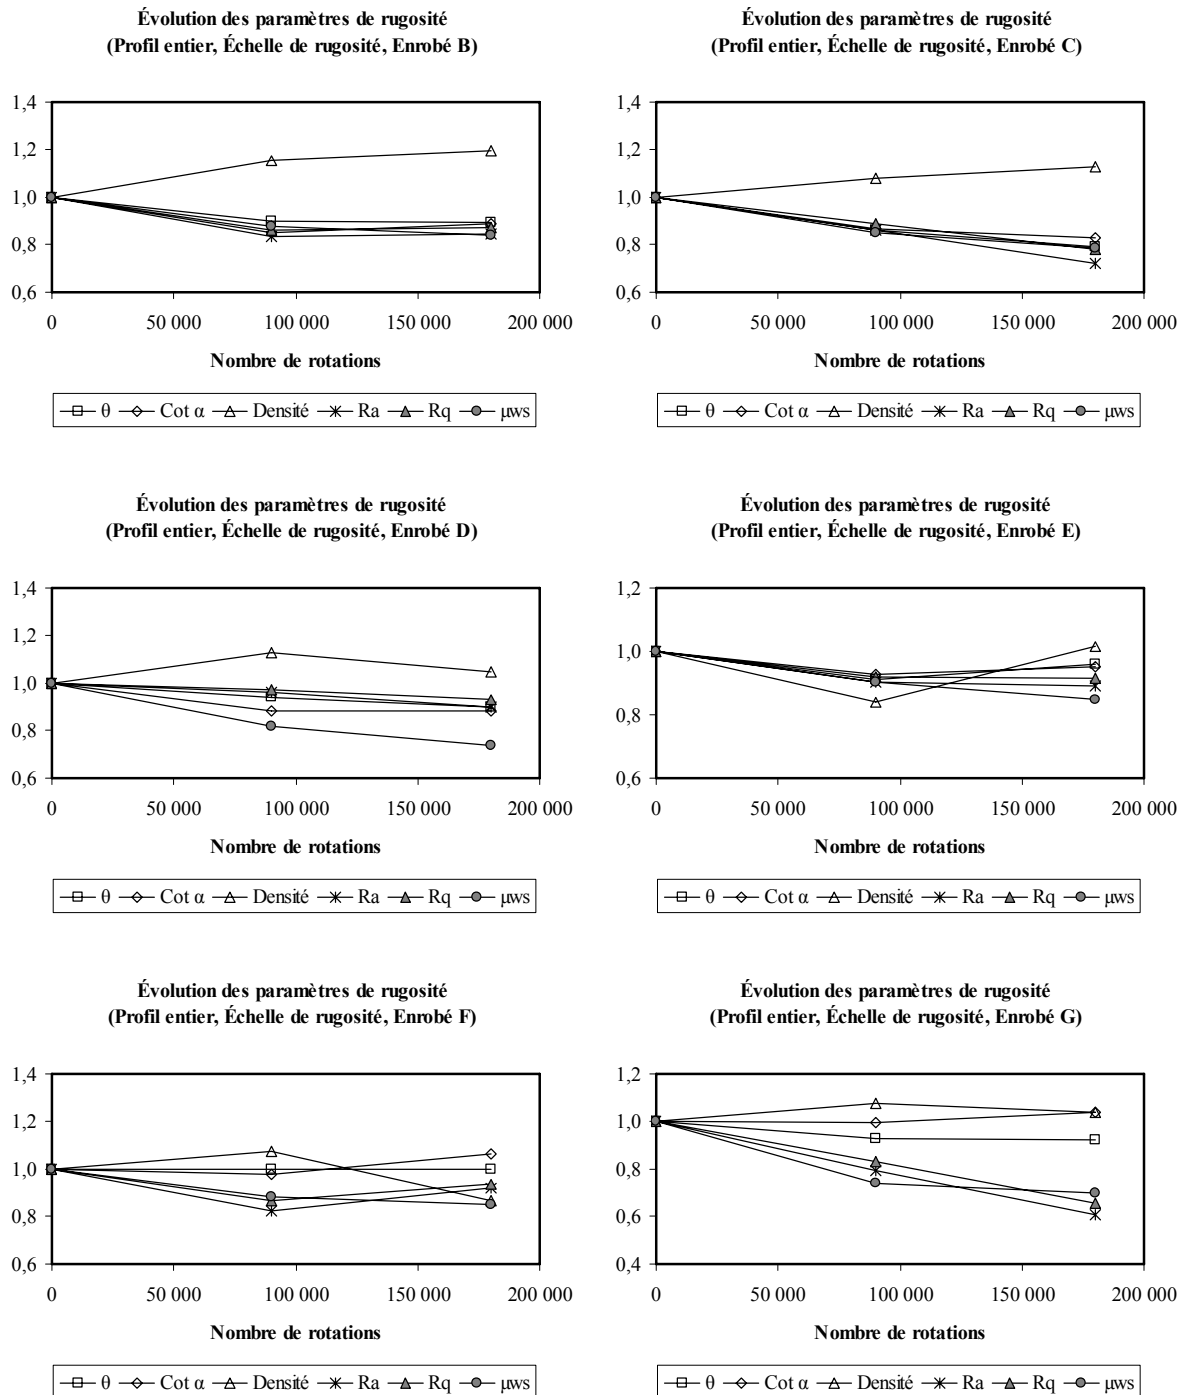 Évolution des paramètres de rugosité
(Profil entier, Échelle de rugosité, Enrobé B)
1,4
1,2
1,0
0,8
0,6
0
50 000
100 000
150 000
200 000
Nombre de rotations
θ Cot α Densité Ra Rq μws
Évolution des paramètres de rugosité
(Profil entier, Échelle de rugosité, Enrobé C)
1,4
1,2
1,0
0,8
0,6
0
50 000
100 000
150 000
200 000
Nombre de rotations
θ Cot α Densité Ra Rq μws
Évolution des paramètres de rugosité
(Profil entier, Échelle de rugosité, Enrobé D)
1,4
1,2
1,0
0,8
0,6
0
50 000
100 000
150 000
200 000
Nombre de rotations
θ Cot α Densité Ra Rq μws
Évolution des paramètres de rugosité
(Profil entier, Échelle de rugosité, Enrobé E)
1,2
1,0
0,8
0,6
0
50 000
100 000
150 000
200 000
Nombre de rotations
θ Cot α Densité Ra Rq μws
Évolution des paramètres de rugosité
(Profil entier, Échelle de rugosité, Enrobé F)
1,4
1,2
1,0
0,8
0,6
0
50 000
100 000
150 000
200 000
Nombre de rotations
θ Cot α Densité Ra Rq μws
Évolution des paramètres de rugosité
(Profil entier, Échelle de rugosité, Enrobé G)
1,2
1,0
0,8
0,6
0,4
0
50 000
100 000
150 000
200 000
Nombre de rotations
θ Cot α Densité Ra Rq μws